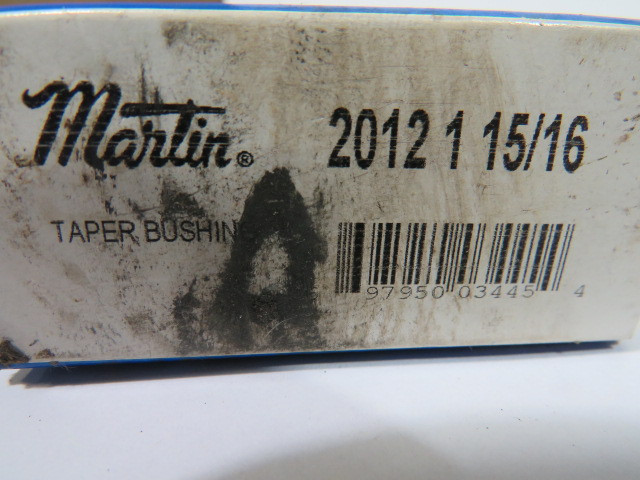 Martin®
2012 1 15/16
TAPER BUSHIN
97950 03445 4